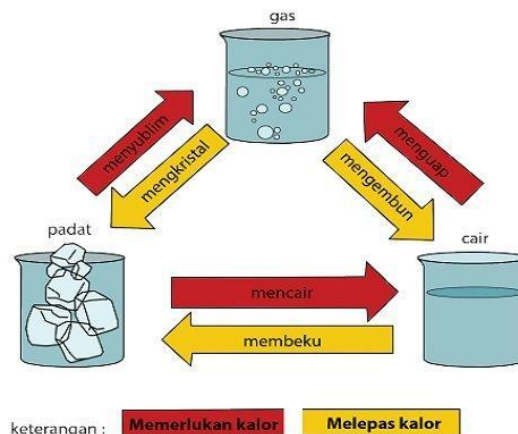 gas
menyublim
mengkristal
menguap
mengembun
padat
cair
mencair
membeku
keterangan : Memerlukan kalor Melepas kalor